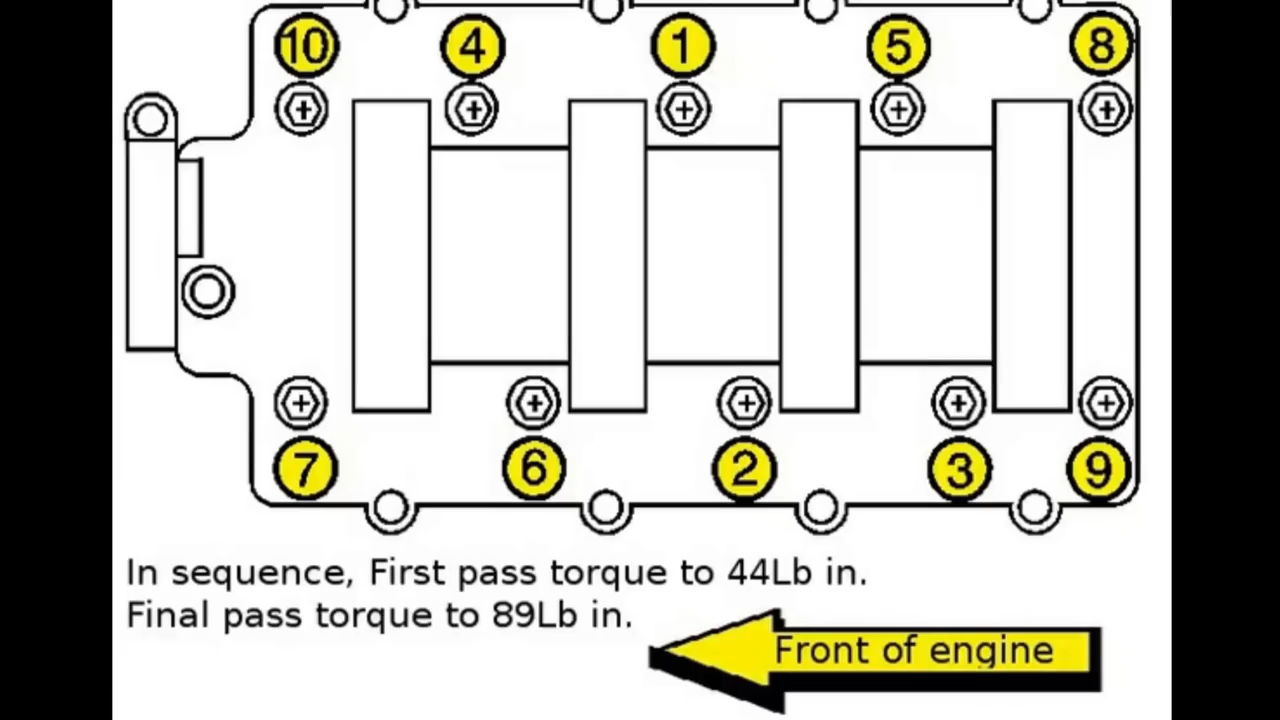 10 4 1 5 8
7 6 2 3 9
In sequence, First pass torque to 44Lb in.
Final pass torque to 89Lb in.
Front of engine